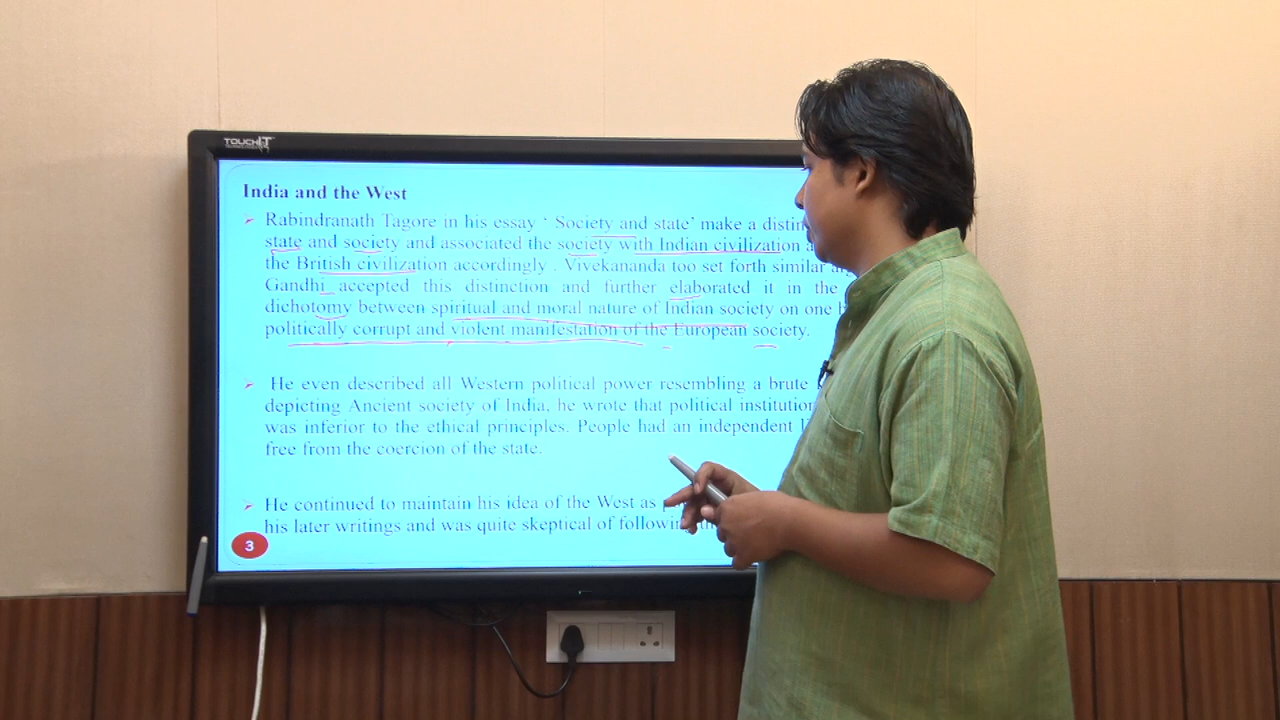 TOUCHIT
India and the West
➢ Rabindranath Tagore in his essay ‘ Society and state’ make a
state and society and associated the society with Indian civilization
the British civilization accordingly . Vivekananda too set forth similar
Gandhi accepted this distinction and further elaborated it in the
dichotomy between spiritual and moral nature of Indian society on one
politically corrupt and violent manifestation of the European society.
➢ He even described all Western political power resembling a brute
depicting Ancient society of India, he wrote that political institution
was inferior to the ethical principles. People had an independent
free from the coercion of the state.
➢ He continued to maintain his idea of the West as
his later writings and was quite skeptical of
3